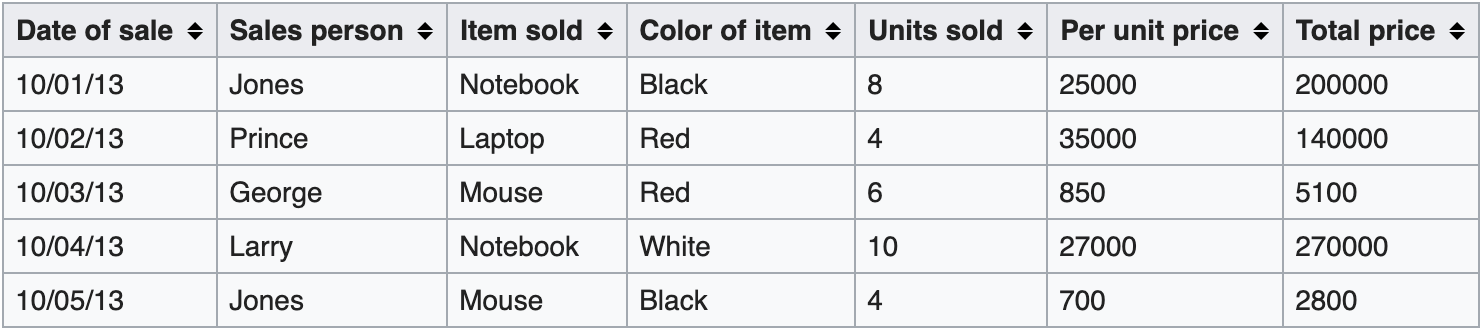 Date of sale Sales person Item sold Color of item Units sold Per unit price Total price
10/01/13 Jones Notebook Black 8 25000 200000
10/02/13 Prince Laptop Red 4 35000 140000
10/03/13 George Mouse Red 6 850 5100
10/04/13 Larry Notebook White 10 27000 270000
10/05/13 Jones Mouse Black 4 700 2800